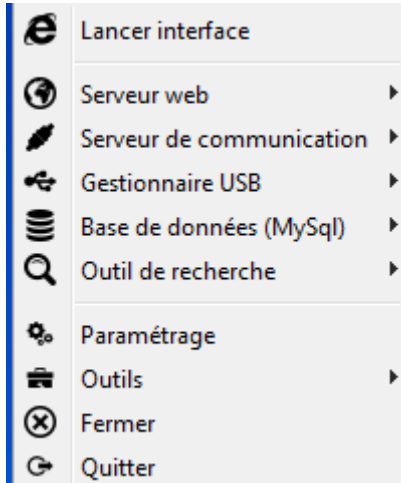 Lancer interface
Serveur web
Serveur de communication
Gestionnaire USB
Base de données (MySql)
Outil de recherche
Paramétrage
Outils
Fermer
Quitter